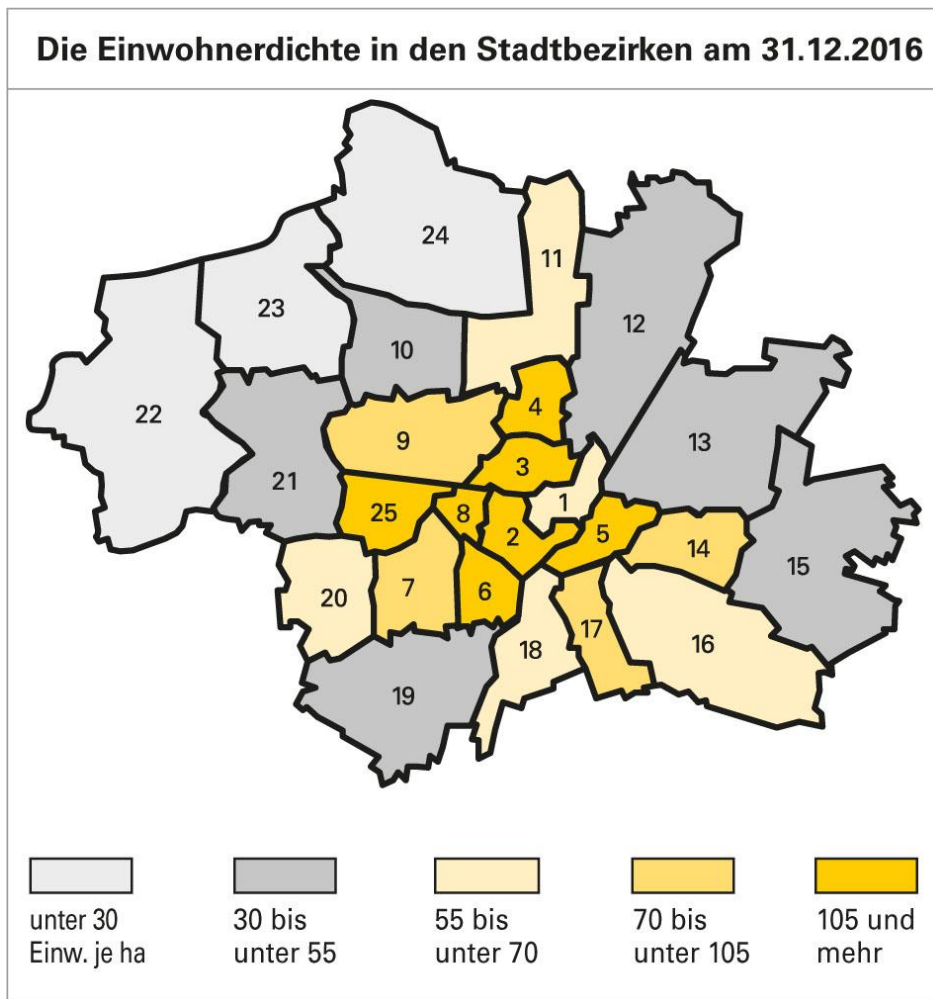 Die Einwohnerdichte in den Stadtbezirken am 31.12.2016
24
11
23
12
10
22
4
13
9
3
21
1
25
8
2
5
14
15
20
7
6
17
16
18
19
unter 30
Einw. je ha
30 bis
unter 55
55 bis
unter 70
70 bis
unter 105
105 und
mehr